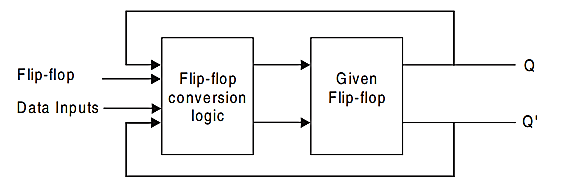 Flip-flop
Data Inputs
Flip-flop
conversion
logic
Given
Flip-flop
Q
Q'